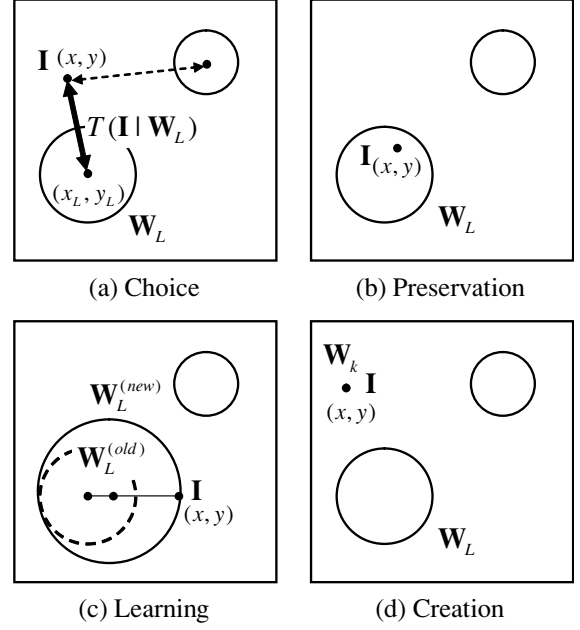 I (x, y)
T(I | W_L)
(x_L, y_L)
W_L
(a) Choice
I (x, y)
W_L
(b) Preservation
W_L^(new)
W_L^(old)
I
(x, y)
(c) Learning
W_k
I
(x, y)
W_L
(d) Creation